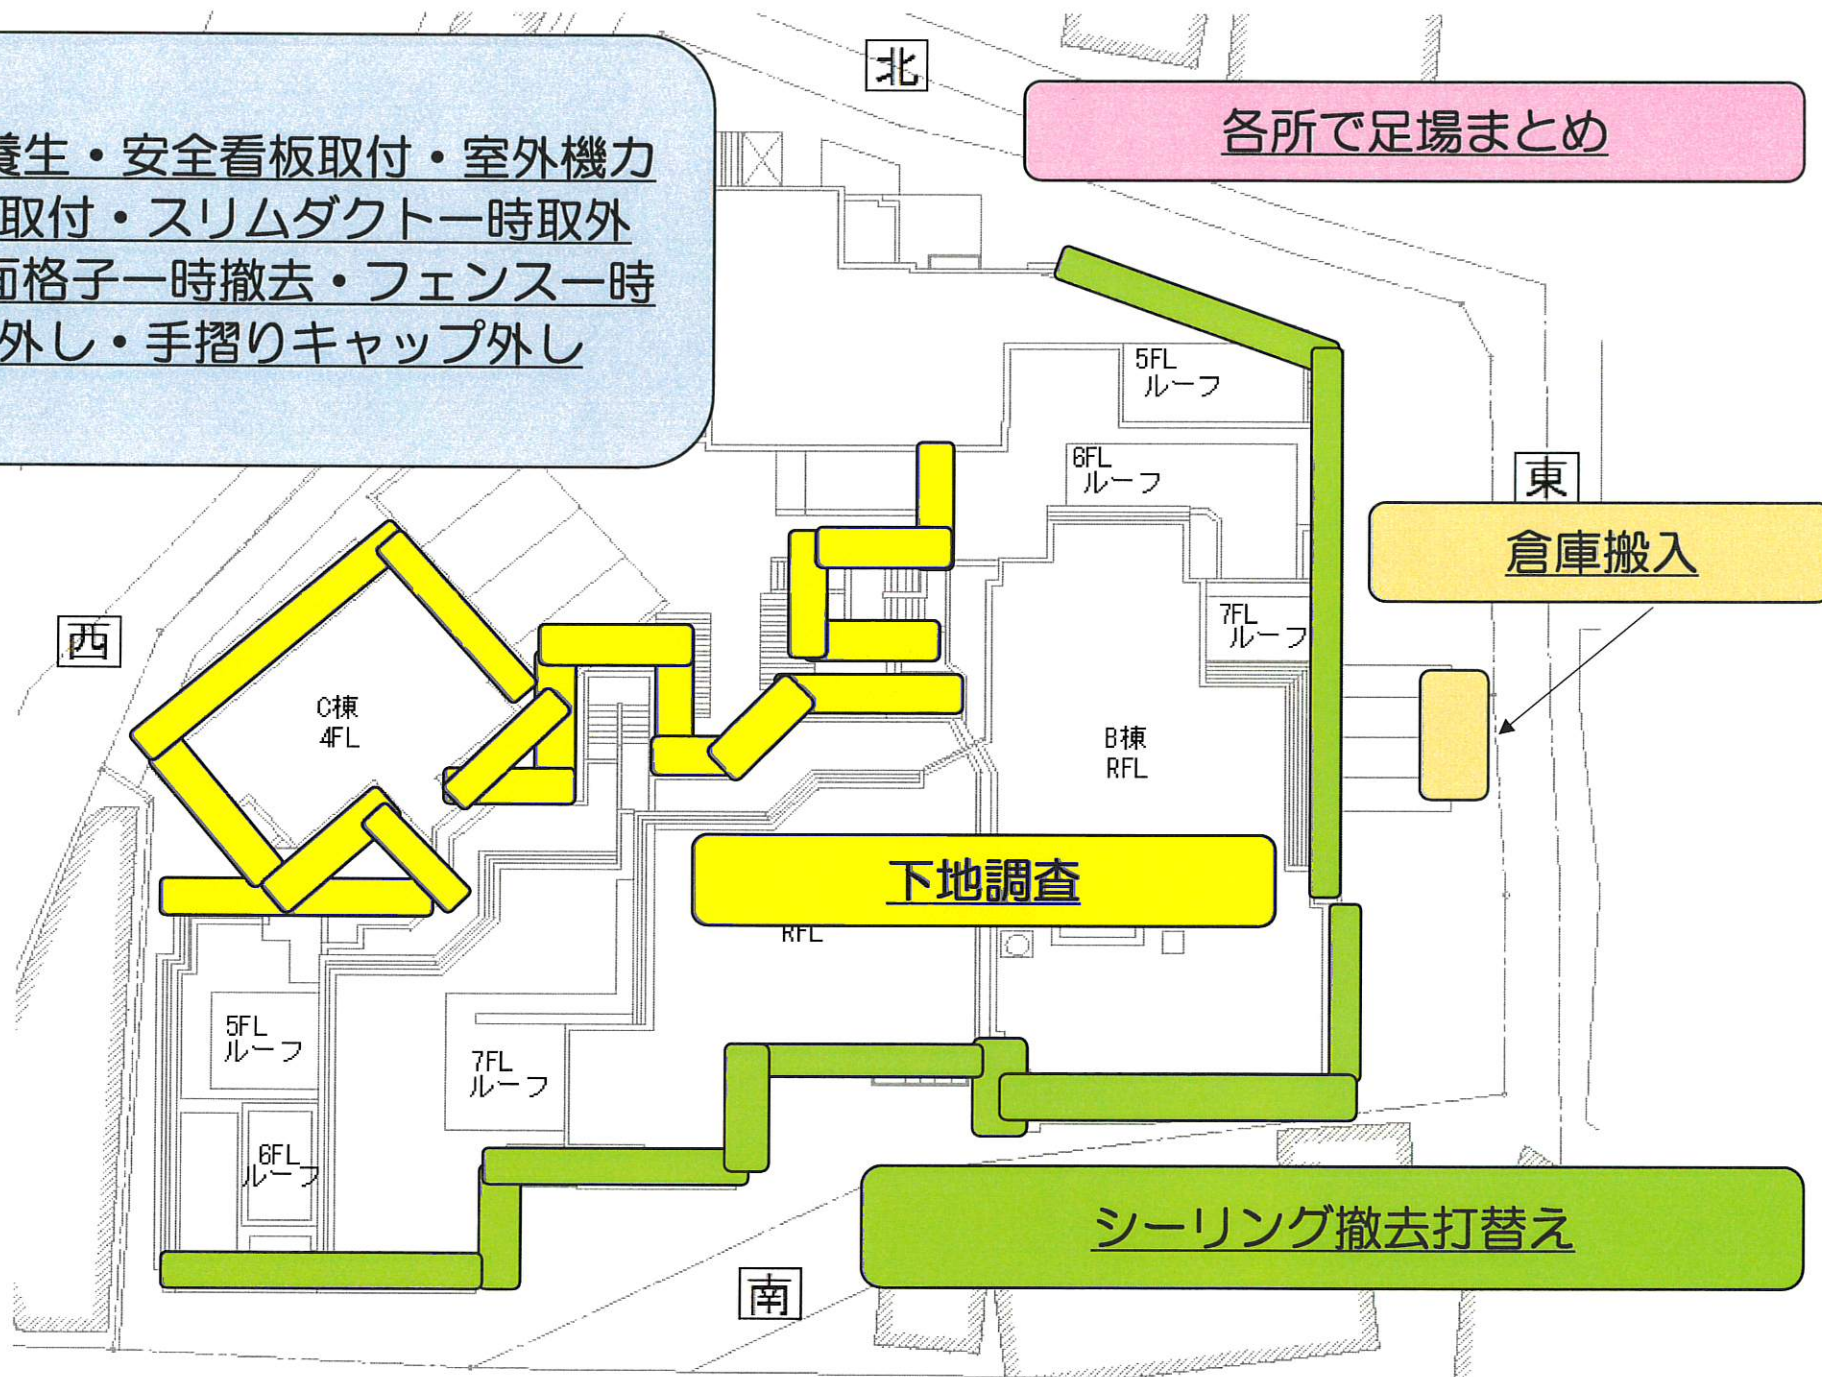 北
各所で足場まとめ
養生・安全看板取付・室外機カ
取付・スリムダクト一時取外
面格子一時撤去・フェンス一時
外し・手摺りキャップ外し
5FL
ルーフ
6FL
ルーフ
東
倉庫搬入
7FL
ルーフ
西
C棟
4FL
B棟
RFL
下地調査
RFL
5FL
ルーフ
7FL
ルーフ
6FL
ルーフ
シーリング撤去打替え
南